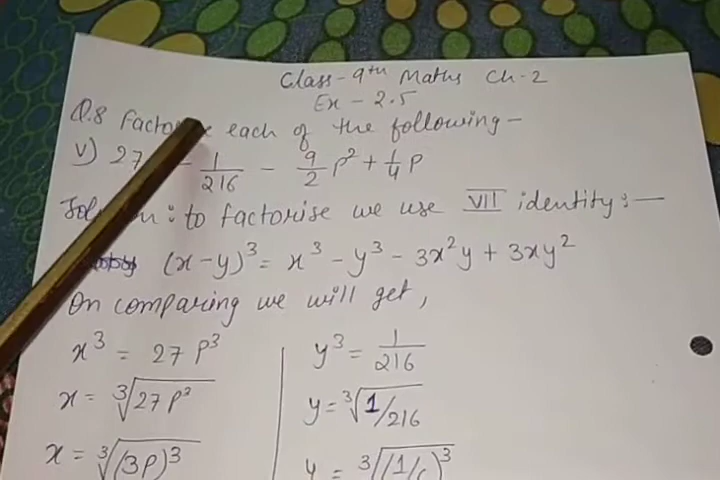 Class - 9th Maths Ch-2
Ex - 2.5
Q.8 each of the following -
v) 27 - 1/216 - 9/2 p² + 1/4 p
to factorise we use VII identity : —
(x-y)³ = x³ - y³ - 3x²y + 3xy²
On comparing we will get,
x³ = 27 p³
y³ = 1/216
x = ∛27 p³
y = ∛1/216
x = ∛(3p)³
y = ∛(1/6)³